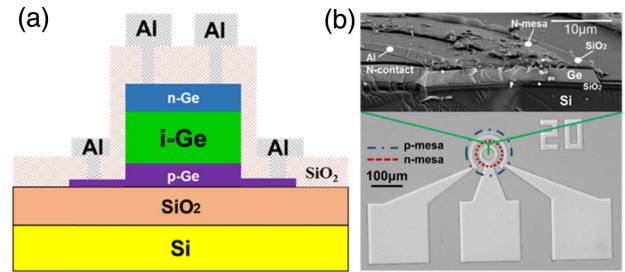 (a)
Al
Al
n-Ge
i-Ge
Al
Al
p-Ge
SiO₂
SiO₂
Si
(b)
N-mesa
10μm
SiO₂
Al
N-contact
Ge
SiO₂
Si
p-mesa
n-mesa
100μm
20